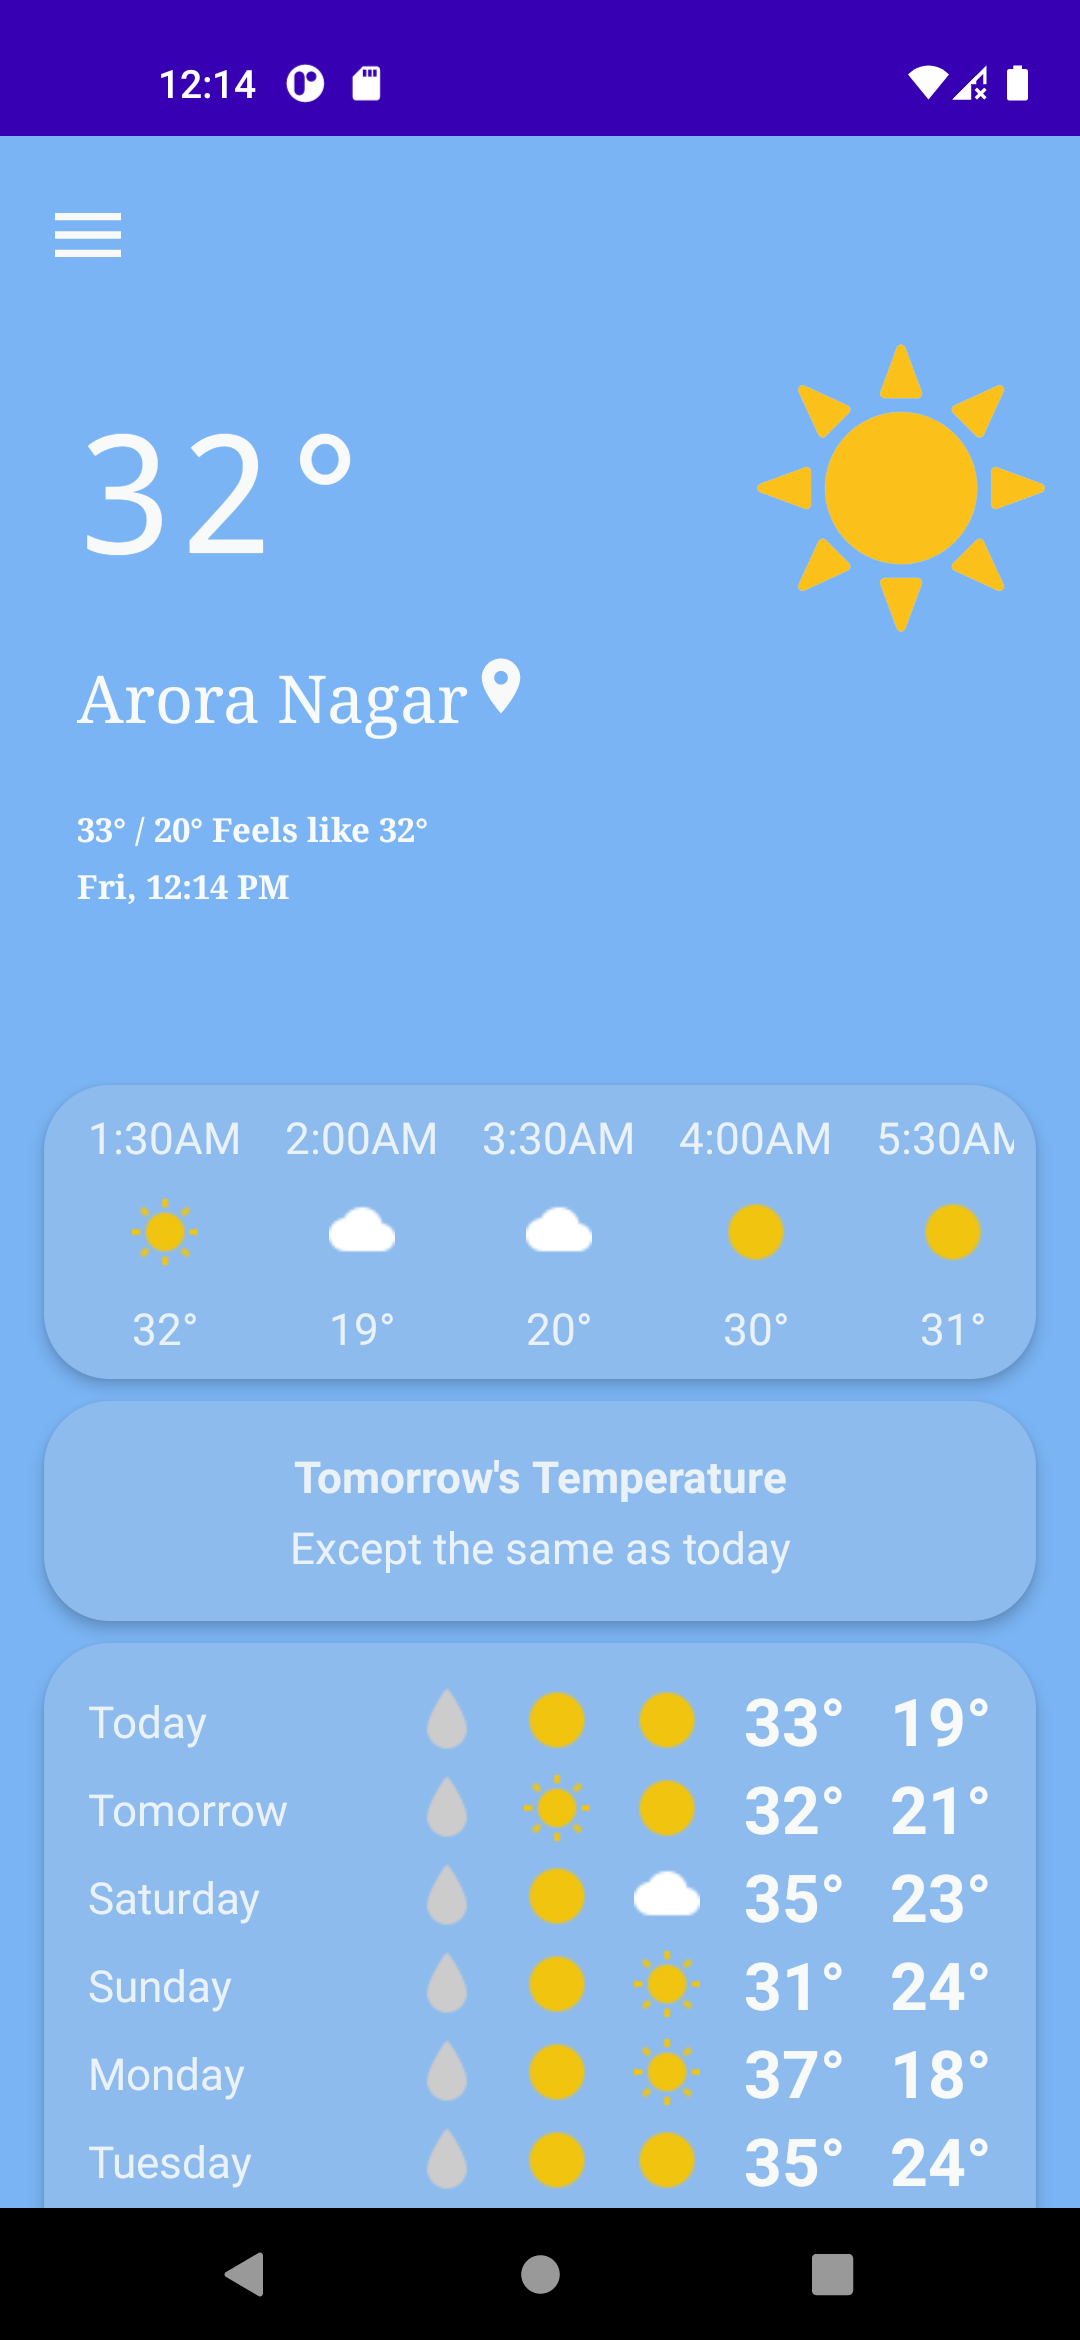 12:14
32°
Arora Nagar
33° / 20° Feels like 32°
Fri, 12:14 PM
1:30AM 2:00AM 3:30AM 4:00AM 5:30AM
32° 19° 20° 30° 31°
Tomorrow's Temperature
Except the same as today
Today 33° 19°
Tomorrow 32° 21°
Saturday 35° 23°
Sunday 31° 24°
Monday 37° 18°
Tuesday 35° 24°